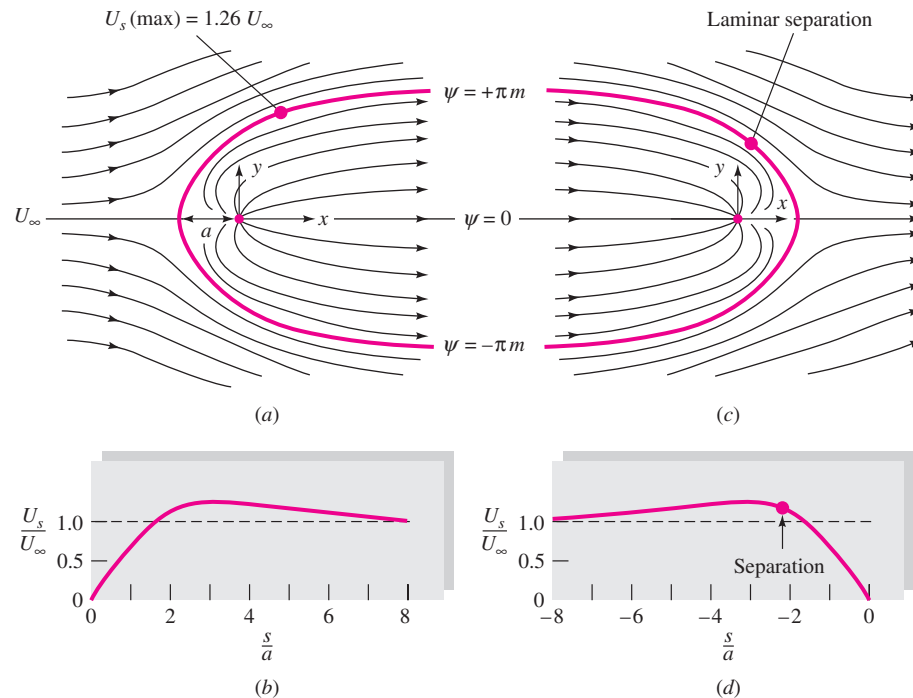 U_s (max) = 1.26 U_∞
Laminar separation
ψ = +πm
y
y
U_∞
a
x
ψ = 0
x
ψ = −πm
(a)
(c)
U_s/U_∞
1.0
0.5
0
0 2 4 6 8
s/a
(b)
U_s/U_∞
1.0
0.5
0
Separation
−8 −6 −4 −2 0
s/a
(d)